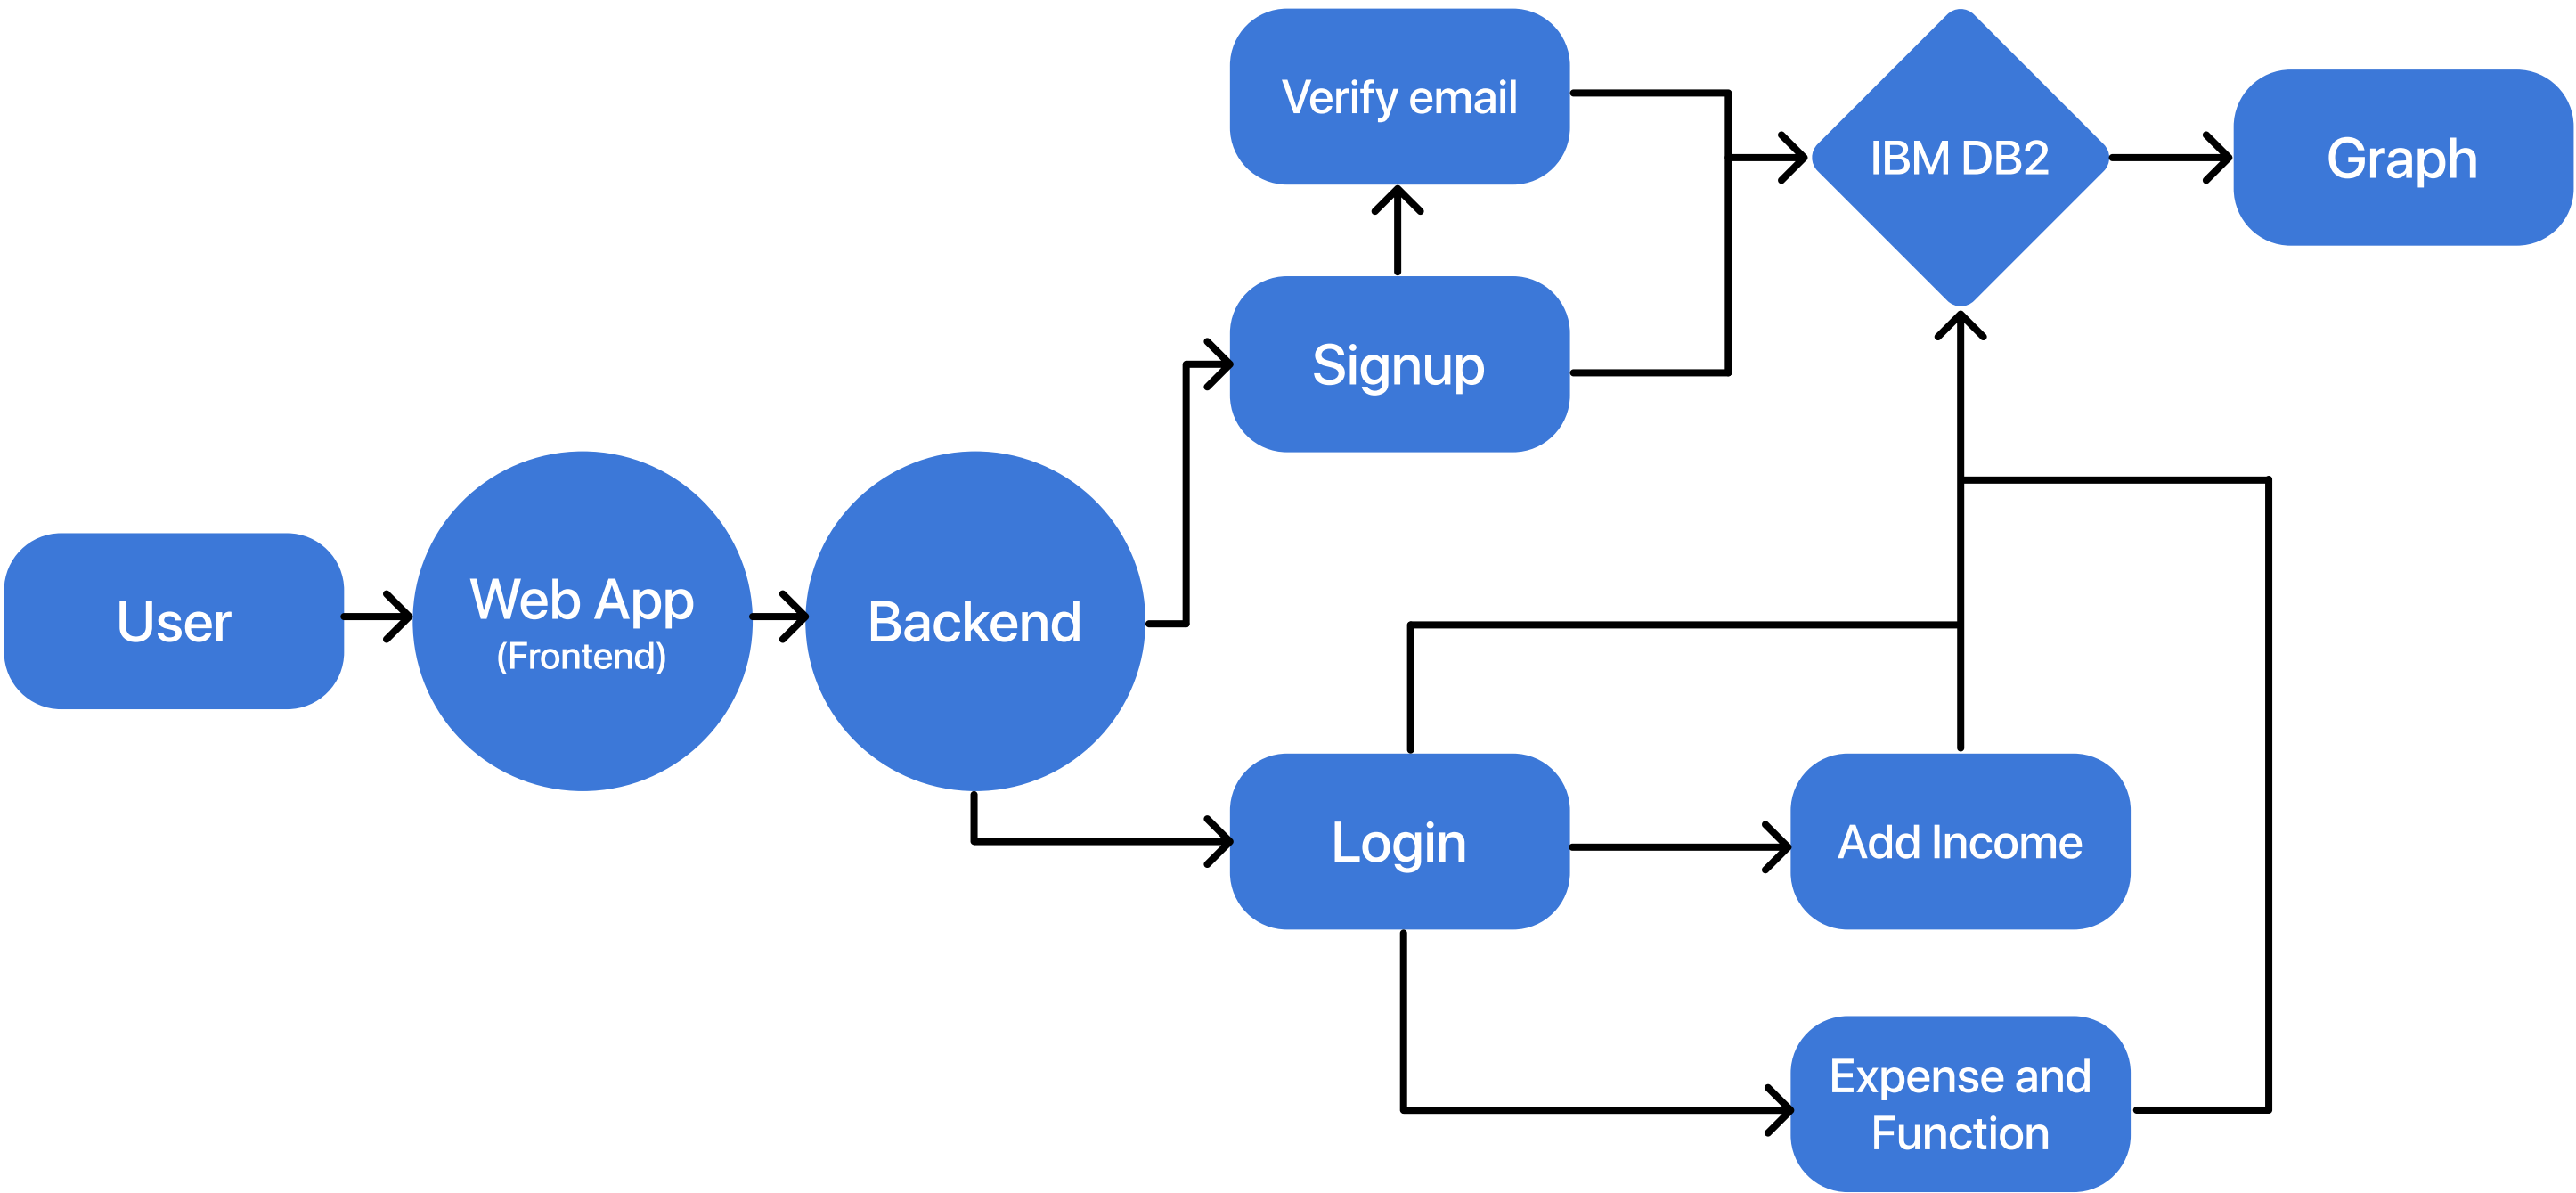 Verify email
IBM DB2
Graph
Signup
User
Web App
(Frontend)
Backend
Login
Add Income
Expense and
Function